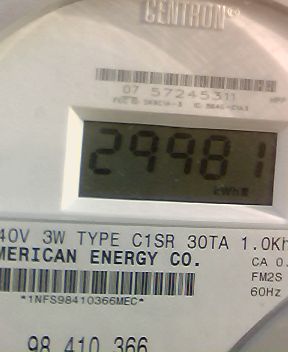 CENTRON®
07 57245311
29981
kWh
40V 3W TYPE C1SR 30TA 1.0Kh
MERICAN ENERGY CO.
CA 0.
FM2S
*1NFS98410366MEC*
60Hz
98 410 366